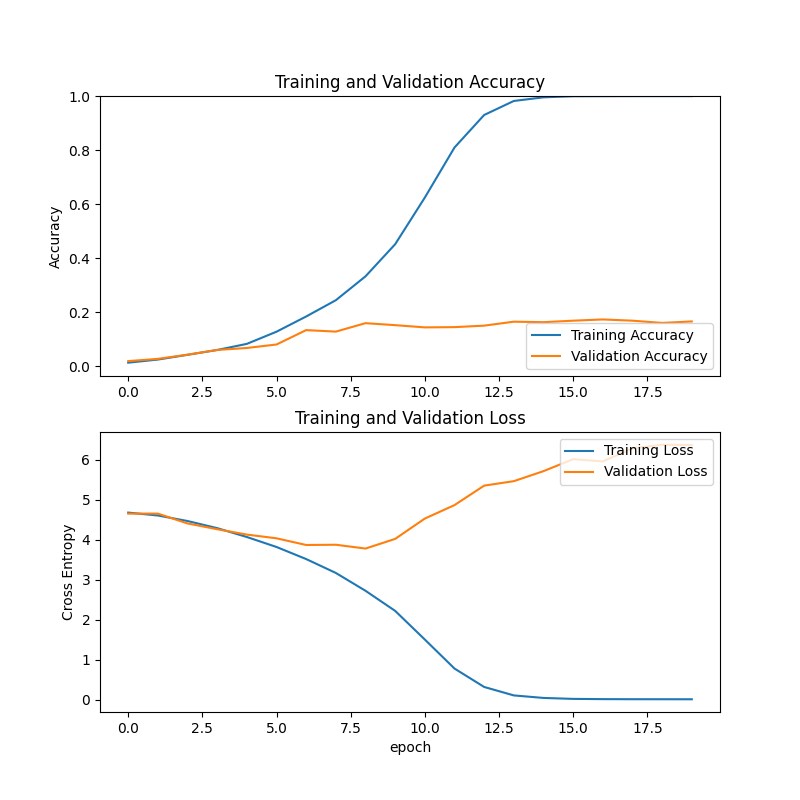 Training and Validation Accuracy
Accuracy
1.0
0.8
0.6
0.4
0.2
0.0
Training Accuracy
Validation Accuracy
0.0 2.5 5.0 7.5 10.0 12.5 15.0 17.5
Training and Validation Loss
Cross Entropy
6
5
4
3
2
1
0
Training Loss
Validation Loss
0.0 2.5 5.0 7.5 10.0 12.5 15.0 17.5
epoch